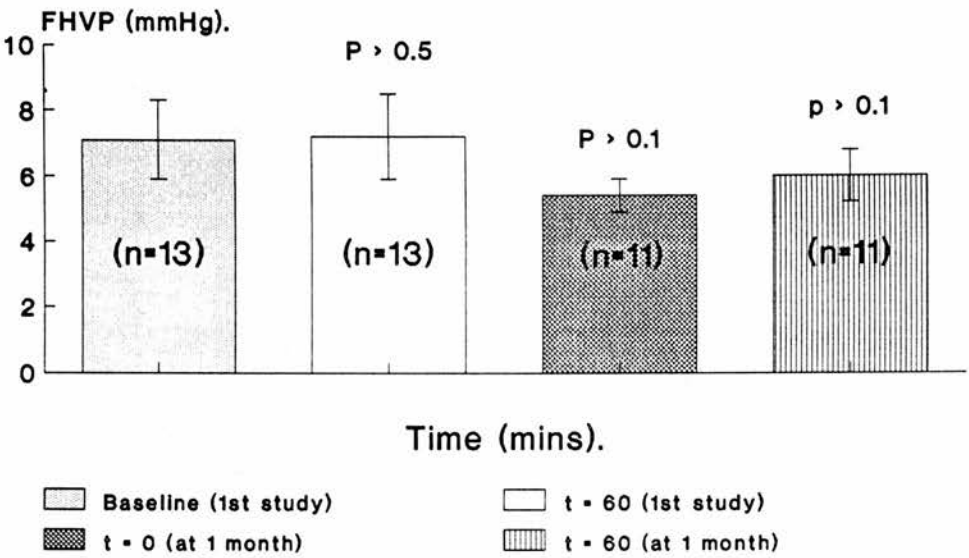 FHVP (mmHg).
10
8
6
4
2
0
P > 0.5
P > 0.1
p > 0.1
(n=13)
(n=13)
(n=11)
(n=11)
Time (mins).
Baseline (1st study)
t = 60 (1st study)
t = 0 (at 1 month)
t = 60 (at 1 month)